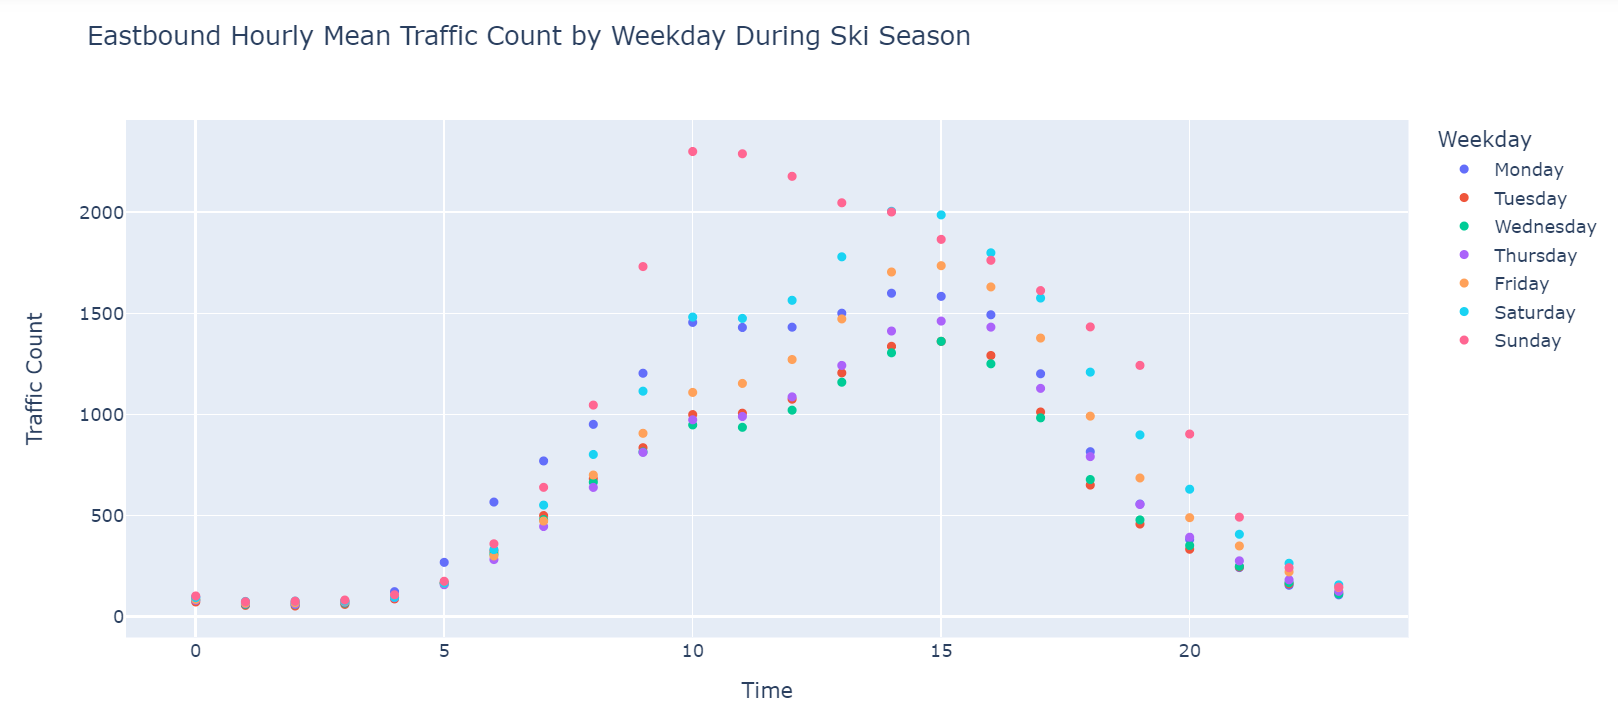 Eastbound Hourly Mean Traffic Count by Weekday During Ski Season
Weekday
Monday
Tuesday
Wednesday
Thursday
Friday
Saturday
Sunday
Traffic Count
2000
1500
1000
500
0
0 5 10 15 20
Time